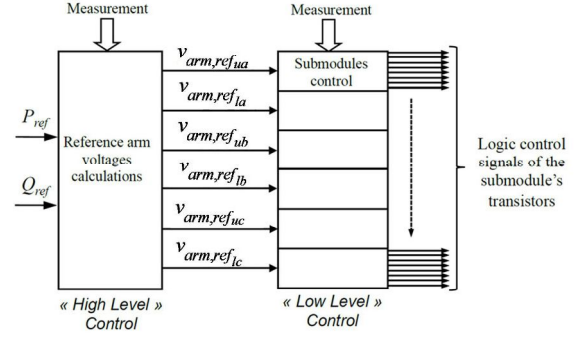 Measurement
Measurement
P_ref
Q_ref
Reference arm
voltages
calculations
v_arm,ref_ua
v_arm,ref_la
v_arm,ref_ub
v_arm,ref_lb
v_arm,ref_uc
v_arm,ref_lc
Submodules
control
Logic control
signals of the
submodule's
transistors
« High Level »
Control
« Low Level »
Control